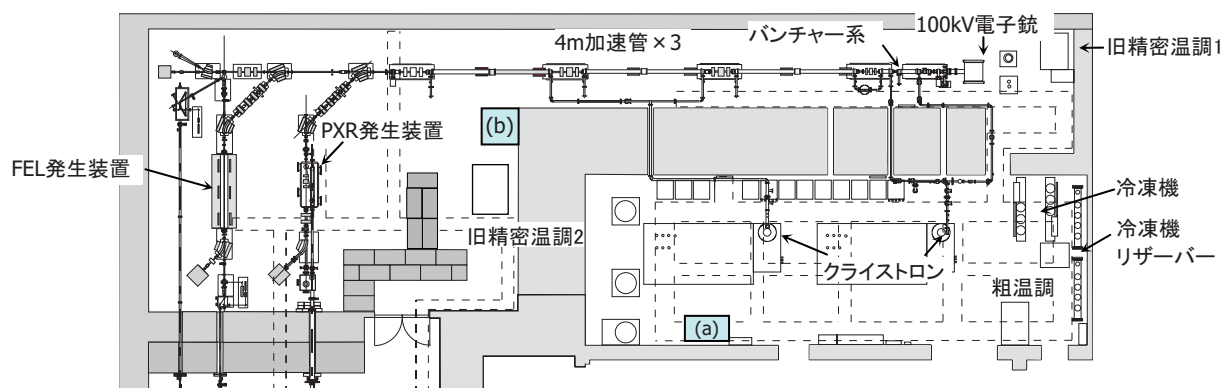 100kV電子銃
バンチャー系
4m加速管×3
旧精密温調1
(b)
PXR発生装置
FEL発生装置
冷凍機
旧精密温調2
冷凍機
リザーバー
クライストロン
粗温調
(a)